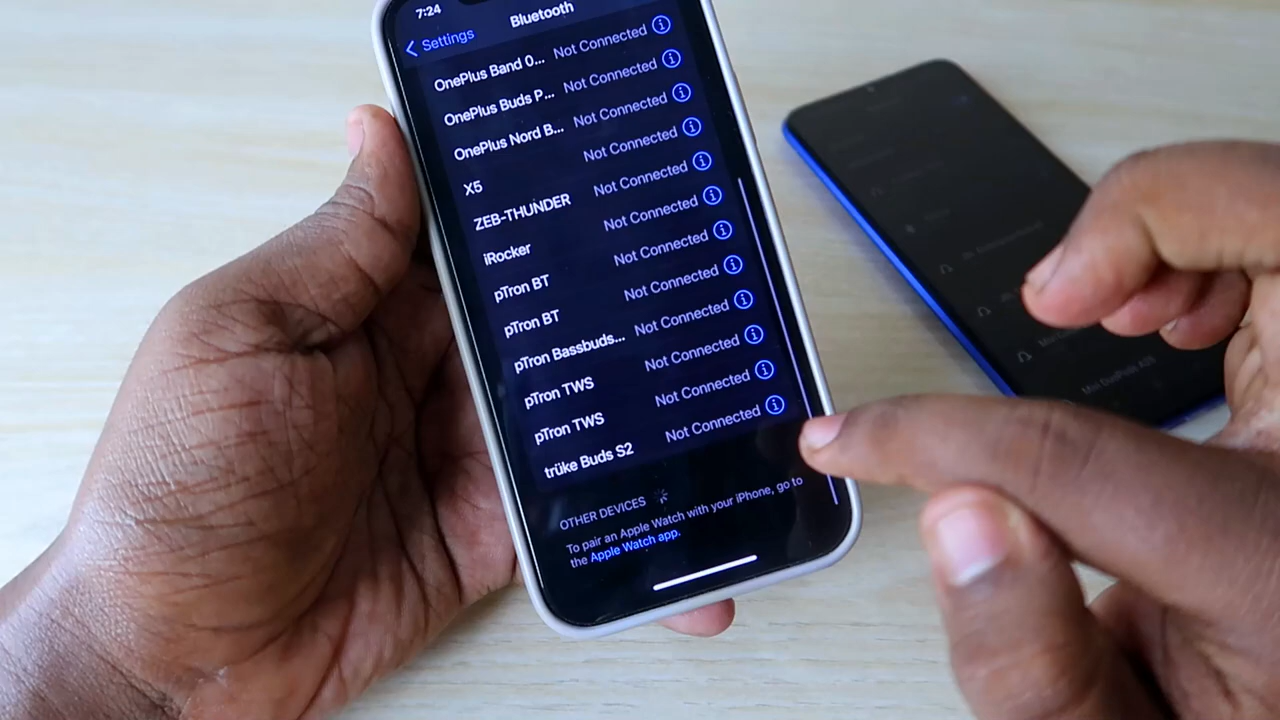 7:24
Bluetooth
Settings
OnePlus Band 0... Not Connected
OnePlus Buds P... Not Connected
OnePlus Nord B... Not Connected
X5 Not Connected
ZEB-THUNDER Not Connected
iRocker Not Connected
pTron BT Not Connected
pTron BT Not Connected
pTron Bassbuds... Not Connected
pTron TWS Not Connected
pTron TWS Not Connected
trüke Buds S2 Not Connected
OTHER DEVICES
To pair an Apple Watch with your iPhone, go to
the Apple Watch app.